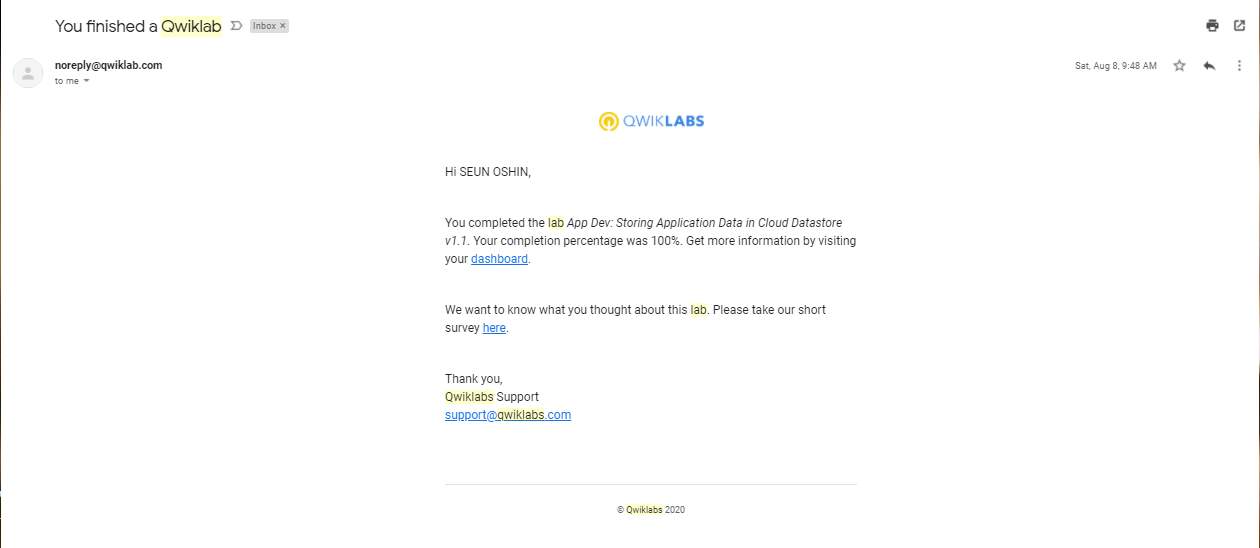 You finished a Qwiklab
Inbox ×
noreply@qwiklab.com
Sat, Aug 8, 9:48 AM
to me
QWIKLABS
Hi SEUN OSHIN,
You completed the lab App Dev: Storing Application Data in Cloud Datastore
v1.1. Your completion percentage was 100%. Get more information by visiting
your dashboard.
We want to know what you thought about this lab. Please take our short
survey here.
Thank you,
Qwiklabs Support
support@qwiklabs.com
© Qwiklabs 2020